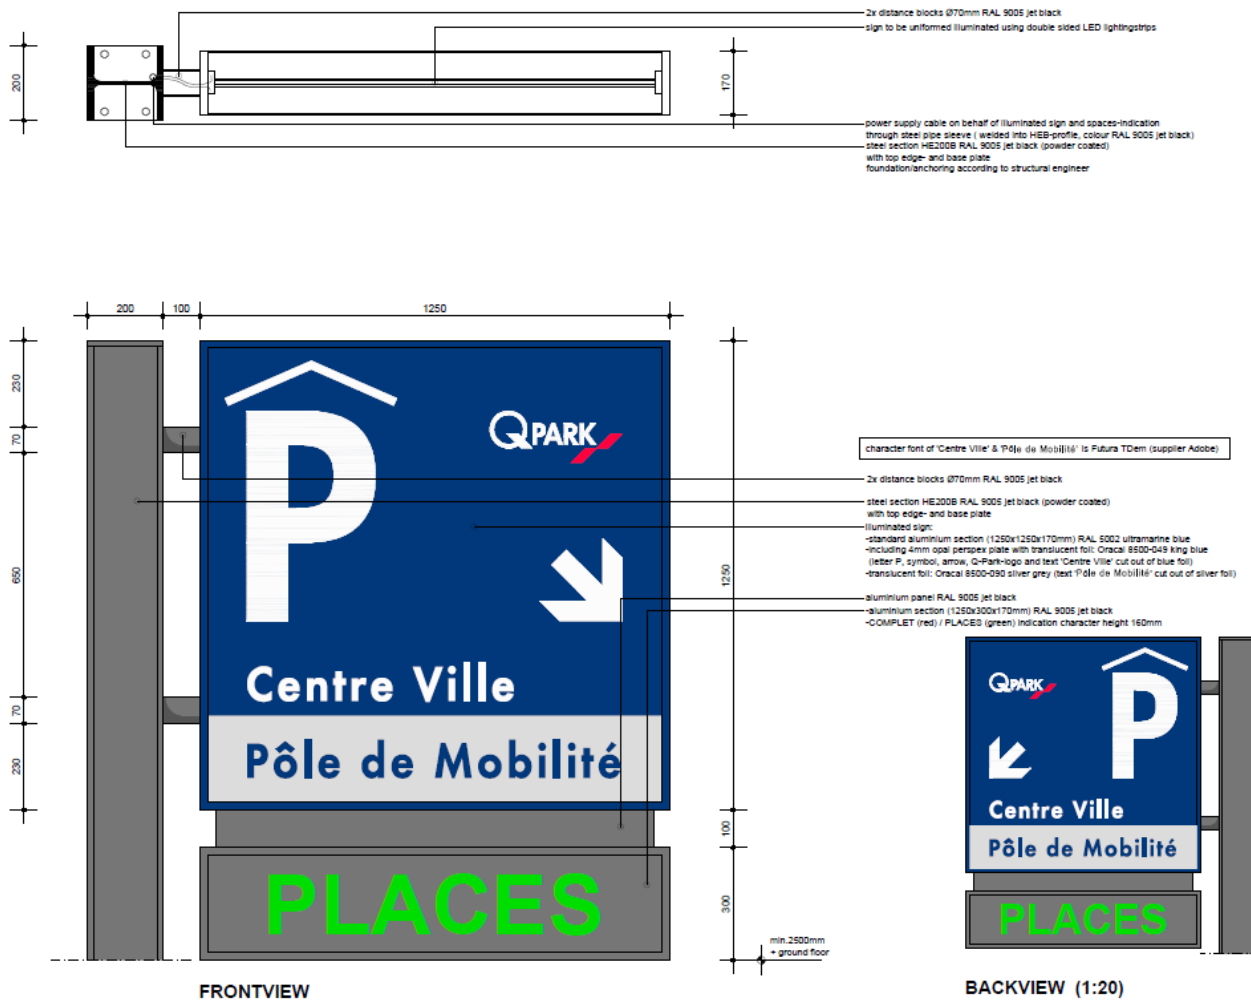 2x distance blocks Ø70mm RAL 9005 jet black
sign to be uniformed illuminated using double sided LED lightingstrips
200
170
power supply cable on behalf of illuminated sign and spaces-indication
through steel pipe sleeve ( welded into HEB-profile, colour RAL 9005 jet black)
steel section HE200B RAL 9005 jet black (powder coated)
with top edge- and base plate
foundation/anchoring according to structural engineer
200
100
1250
230
70
650
70
230
1250
100
300
Q PARK
P
Centre Ville
Pôle de Mobilité
PLACES
character font of 'Centre Ville' & 'Pôle de Mobilité' is Futura TDem (supplier Adobe)
2x distance blocks Ø70mm RAL 9005 jet black
steel section HE200B RAL 9005 jet black (powder coated)
with top edge- and base plate
illuminated sign:
-standard aluminium section (1250x1250x170mm) RAL 5002 ultramarine blue
-including 4mm opal perspex plate with translucent foil: Oracal 8500-049 king blue
(letter P, symbol, arrow, Q-Park-logo and text 'Centre Ville' cut out of blue foil)
-translucent foil: Oracal 8500-090 silver grey (text 'Pôle de Mobilité' cut out of silver foil)
aluminium panel RAL 9005 jet black
-aluminium section (1250x300x170mm) RAL 9005 jet black
-COMPLET (red) / PLACES (green) indication character height 160mm
min.2500mm
+ ground floor
FRONTVIEW
Q PARK
P
Centre Ville
Pôle de Mobilité
PLACES
BACKVIEW (1:20)